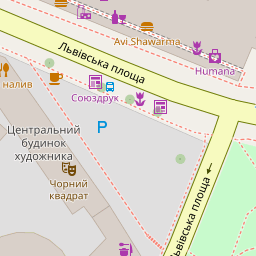 Avi.Shawarma
Львівська площа
Humana
налив
Союздрук
P
Центральний
будинок
художника
Чорний
квадрат
Львівська площа